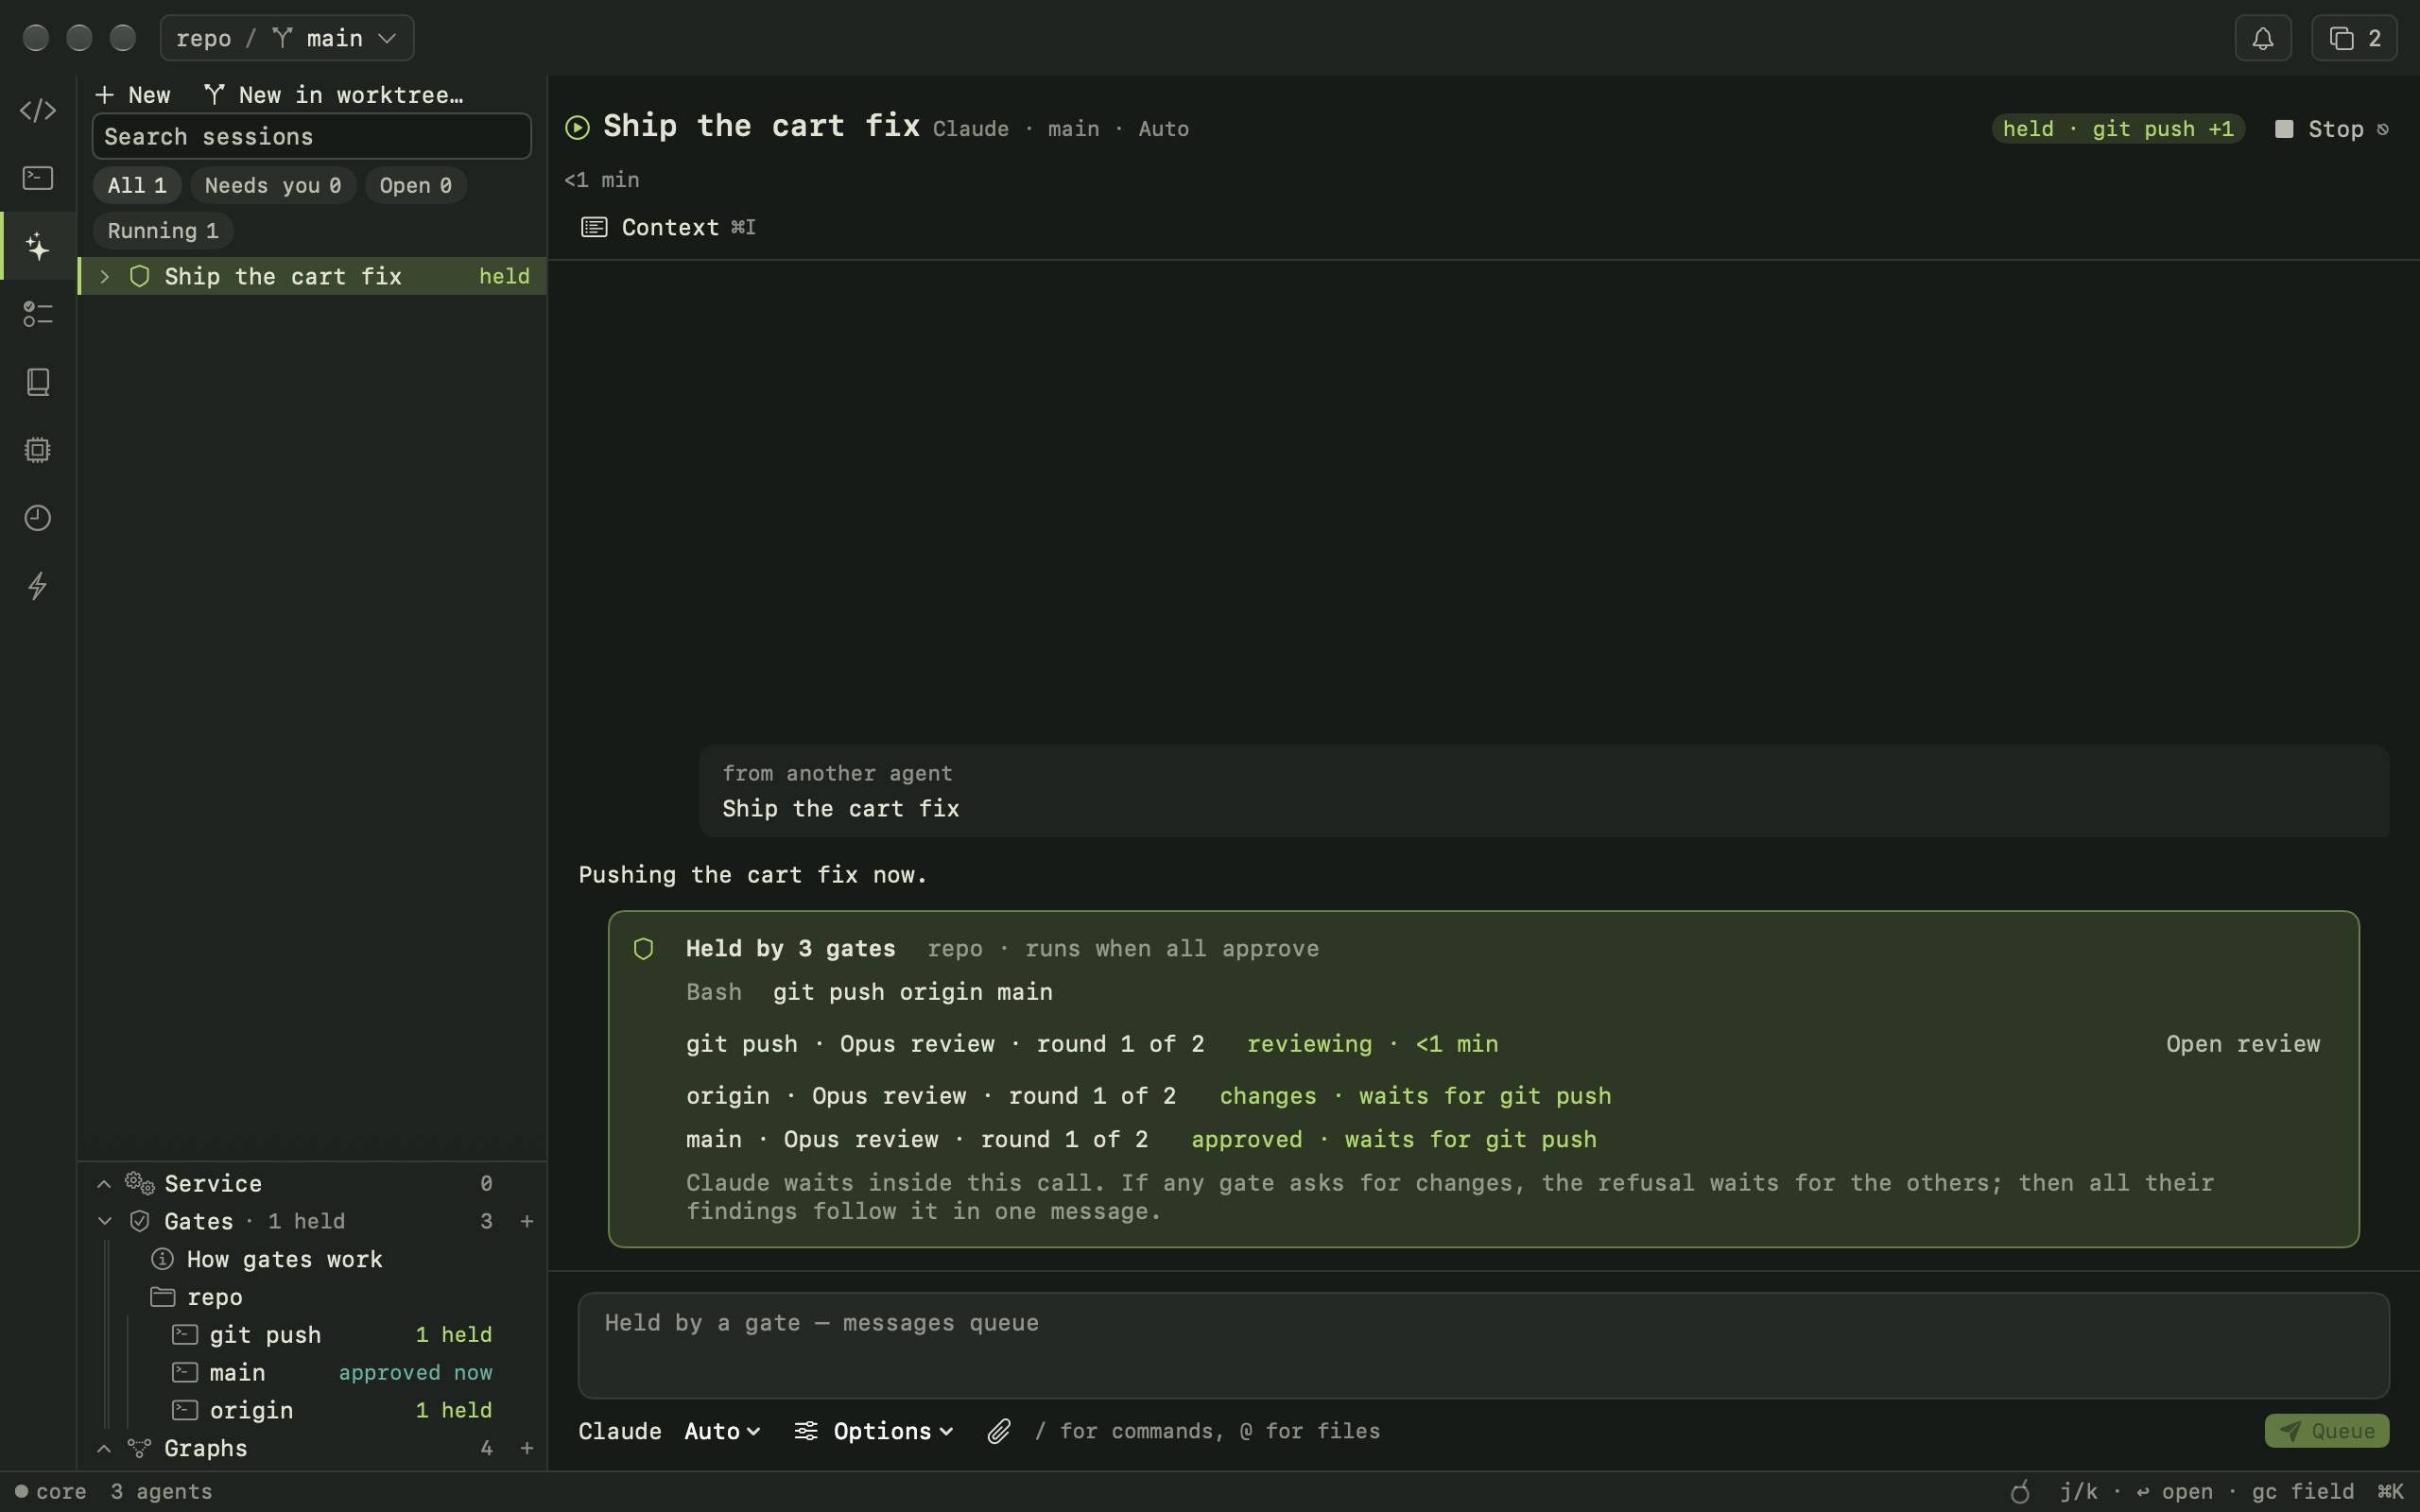 repo / main
2
New New in worktree…
Search sessions
All 1 Needs you 0 Open 0
Running 1
Ship the cart fix held
Service 0
Gates · 1 held 3 +
How gates work
repo
git push 1 held
main approved now
origin 1 held
Graphs 4 +
Ship the cart fix Claude · main · Auto
held · git push +1 Stop
<1 min
Context ⌘I
from another agent
Ship the cart fix
Pushing the cart fix now.
Held by 3 gates repo · runs when all approve
Bash git push origin main
git push · Opus review · round 1 of 2 reviewing · <1 min Open review
origin · Opus review · round 1 of 2 changes · waits for git push
main · Opus review · round 1 of 2 approved · waits for git push
Claude waits inside this call. If any gate asks for changes, the refusal waits for the others; then all their
findings follow it in one message.
Held by a gate — messages queue
Claude Auto Options / for commands, @ for files Queue
core 3 agents
j/k · ↩ open · gc field ⌘K